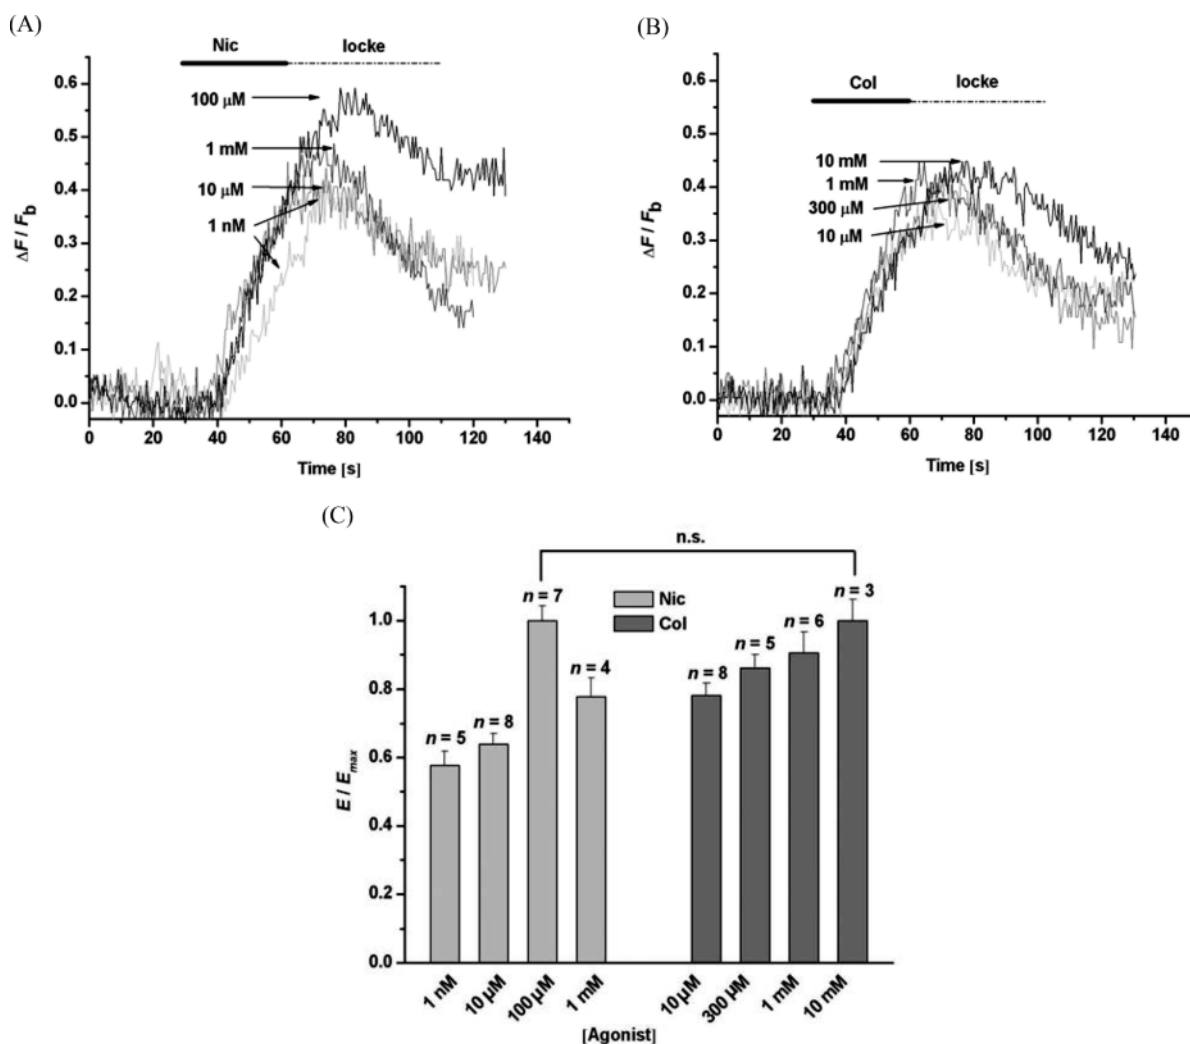 (A)
Nic locke
0.6
0.5
0.4
0.3
0.2
0.1
0.0
ΔF / Fb
100 µM
1 mM
10 µM
1 nM
0 20 40 60 80 100 120 140
Time [s]
(B)
Col locke
0.6
0.5
0.4
0.3
0.2
0.1
0.0
ΔF / Fb
10 mM
1 mM
300 µM
10 µM
0 20 40 60 80 100 120 140
Time [s]
(C)
n.s.
Nic
Col
n = 5
n = 8
n = 7
n = 4
n = 8
n = 5
n = 6
n = 3
1.0
0.8
0.6
0.4
0.2
0.0
E / Emax
1 nM 10 µM 100 µM 1 mM 10 µM 300 µM 1 mM 10 mM
[Agonist]